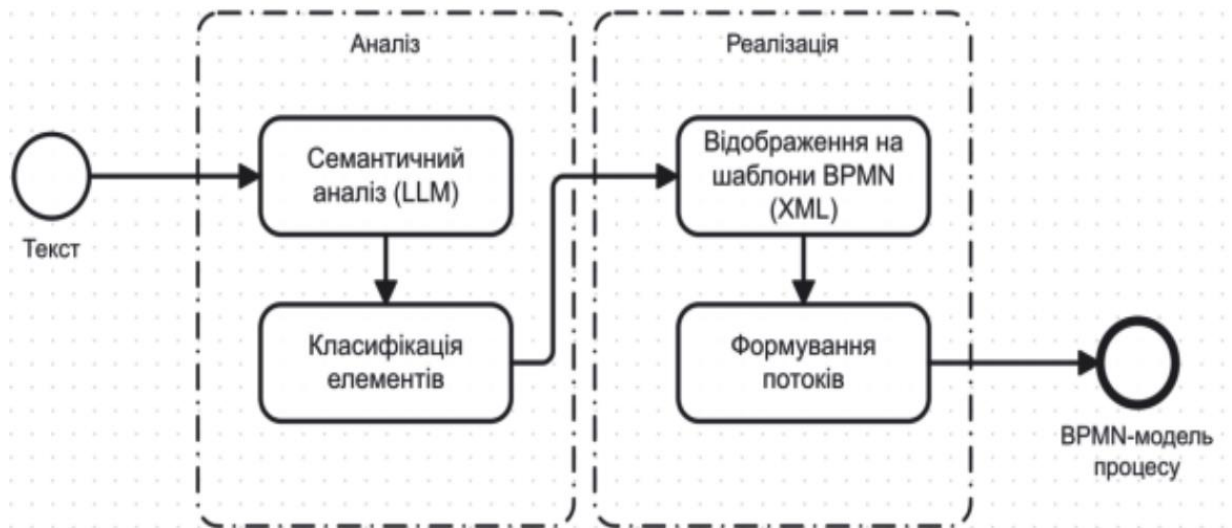 Аналіз
Реалізація
Текст
Семантичний
аналіз (LLM)
Класифікація
елементів
Відображення на
шаблони BPMN
(XML)
Формування
потоків
BPMN-модель
процесу